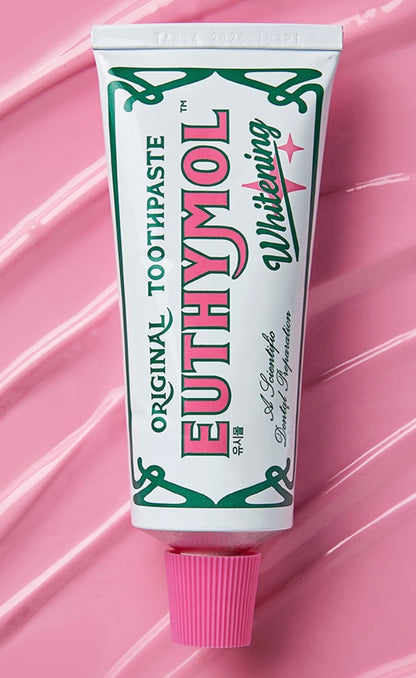 ORIGINAL TOOTHPASTE
EUTHYMOL™
유시몰
Whitening
A Scientific
Dental Preparation